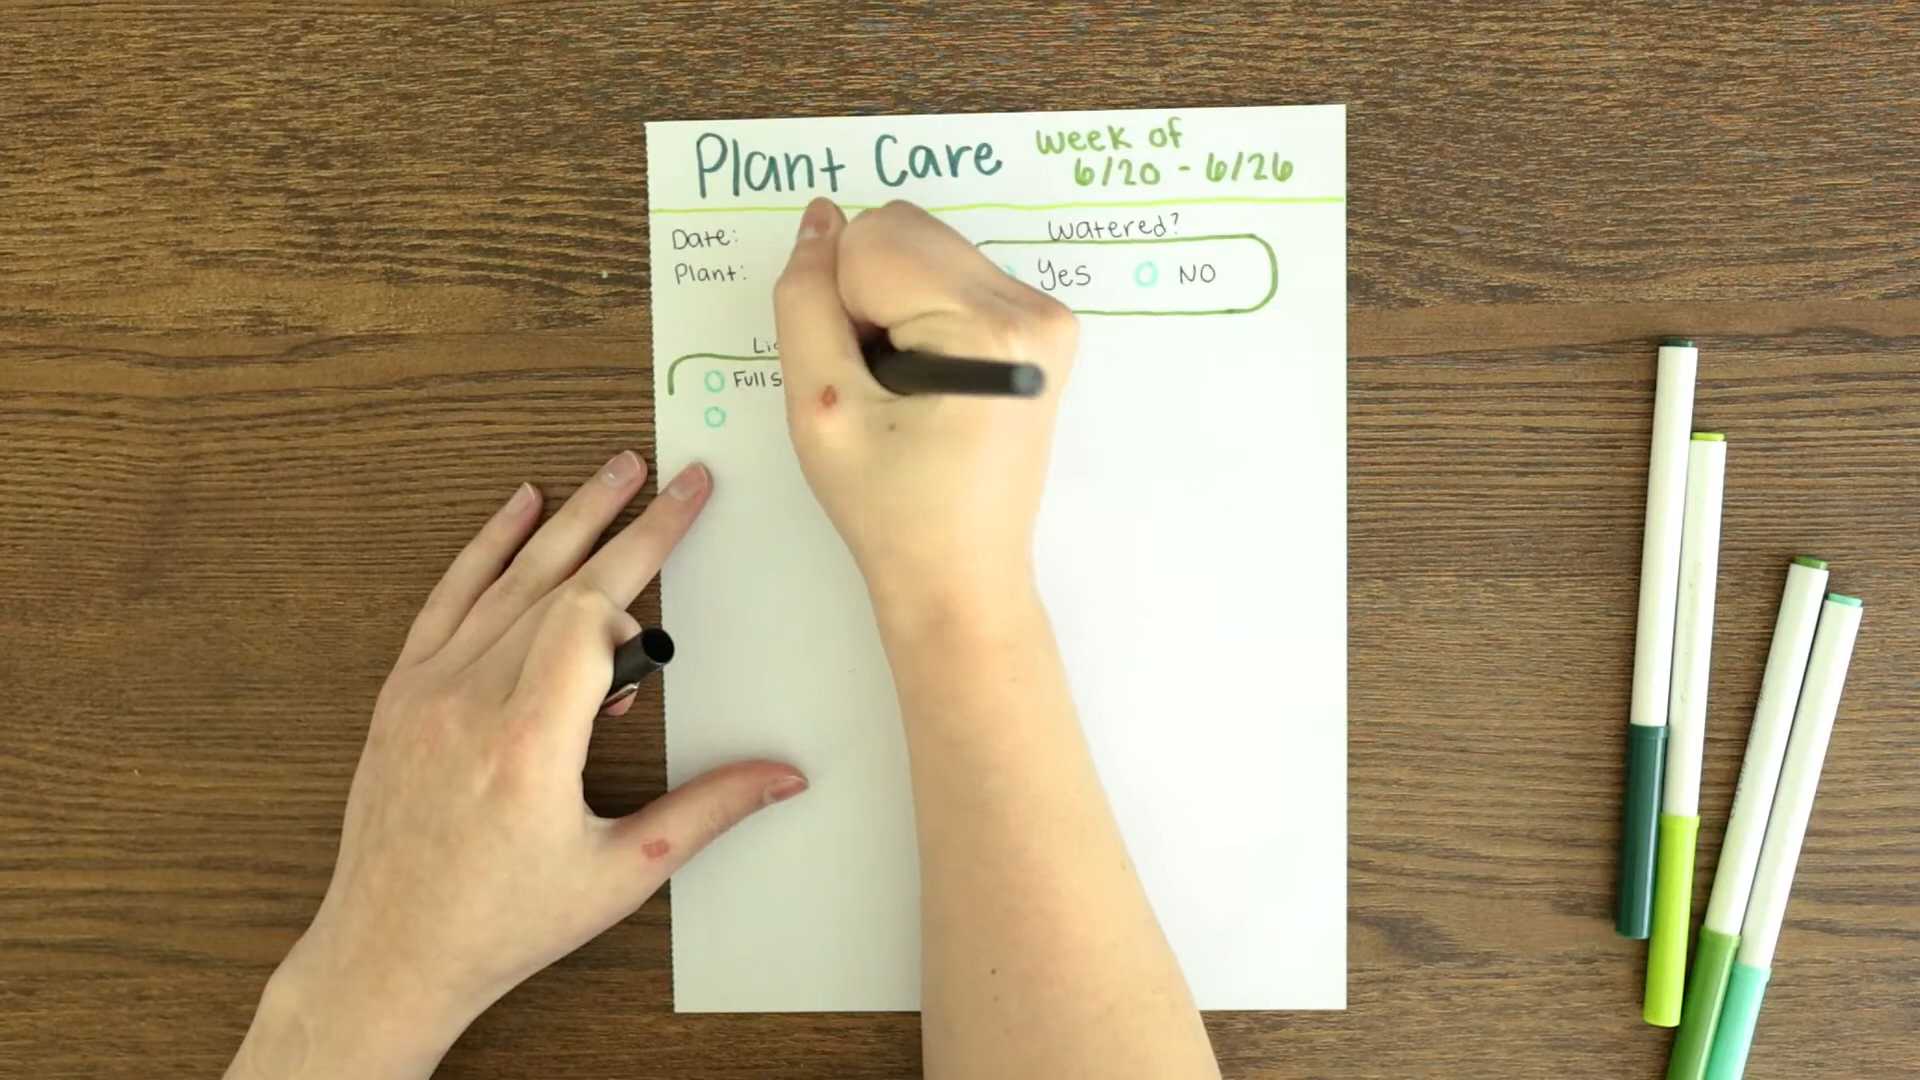 Plant Care
week of
6/20 - 6/26
Date:
Watered?
Plant:
Yes
NO
Full